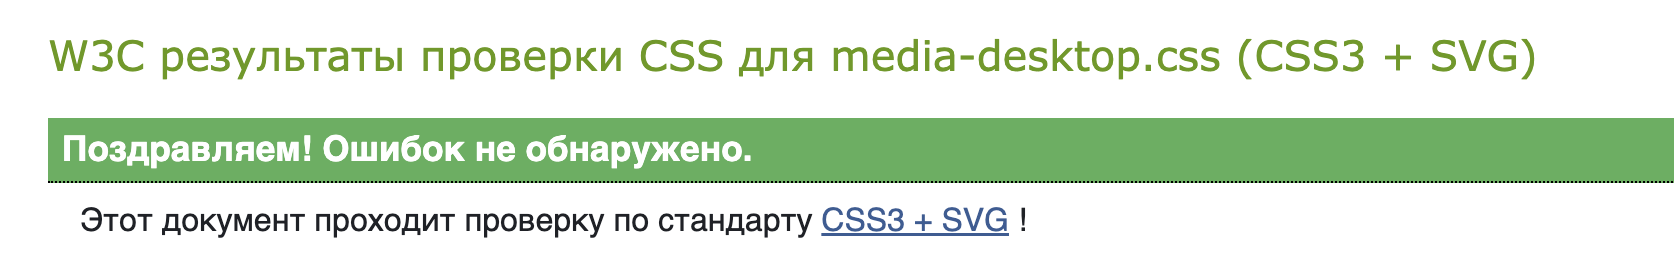 W3C результаты проверки CSS для media-desktop.css (CSS3 + SVG)
Поздравляем! Ошибок не обнаружено.
Этот документ проходит проверку по стандарту CSS3 + SVG !